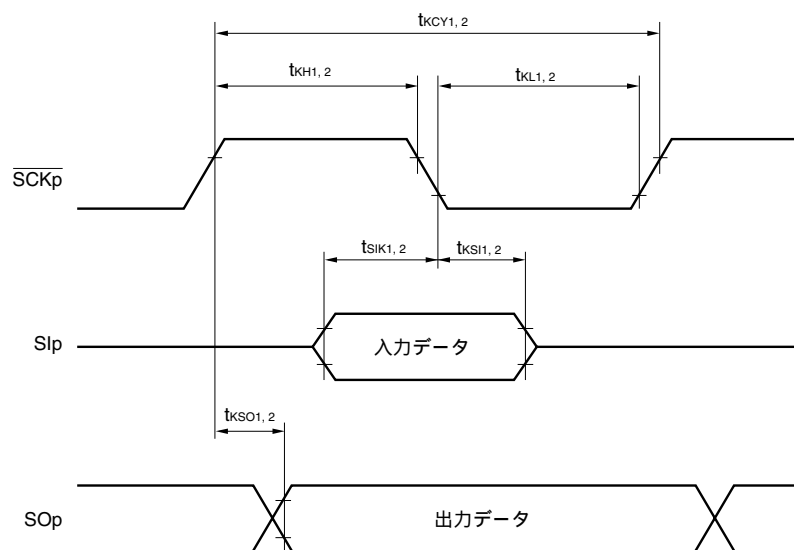 tKCY1, 2
tKH1, 2
tKL1, 2
SCKp
tSIK1, 2
tKSI1, 2
SIp
入力データ
tKSO1, 2
SOp
出力データ